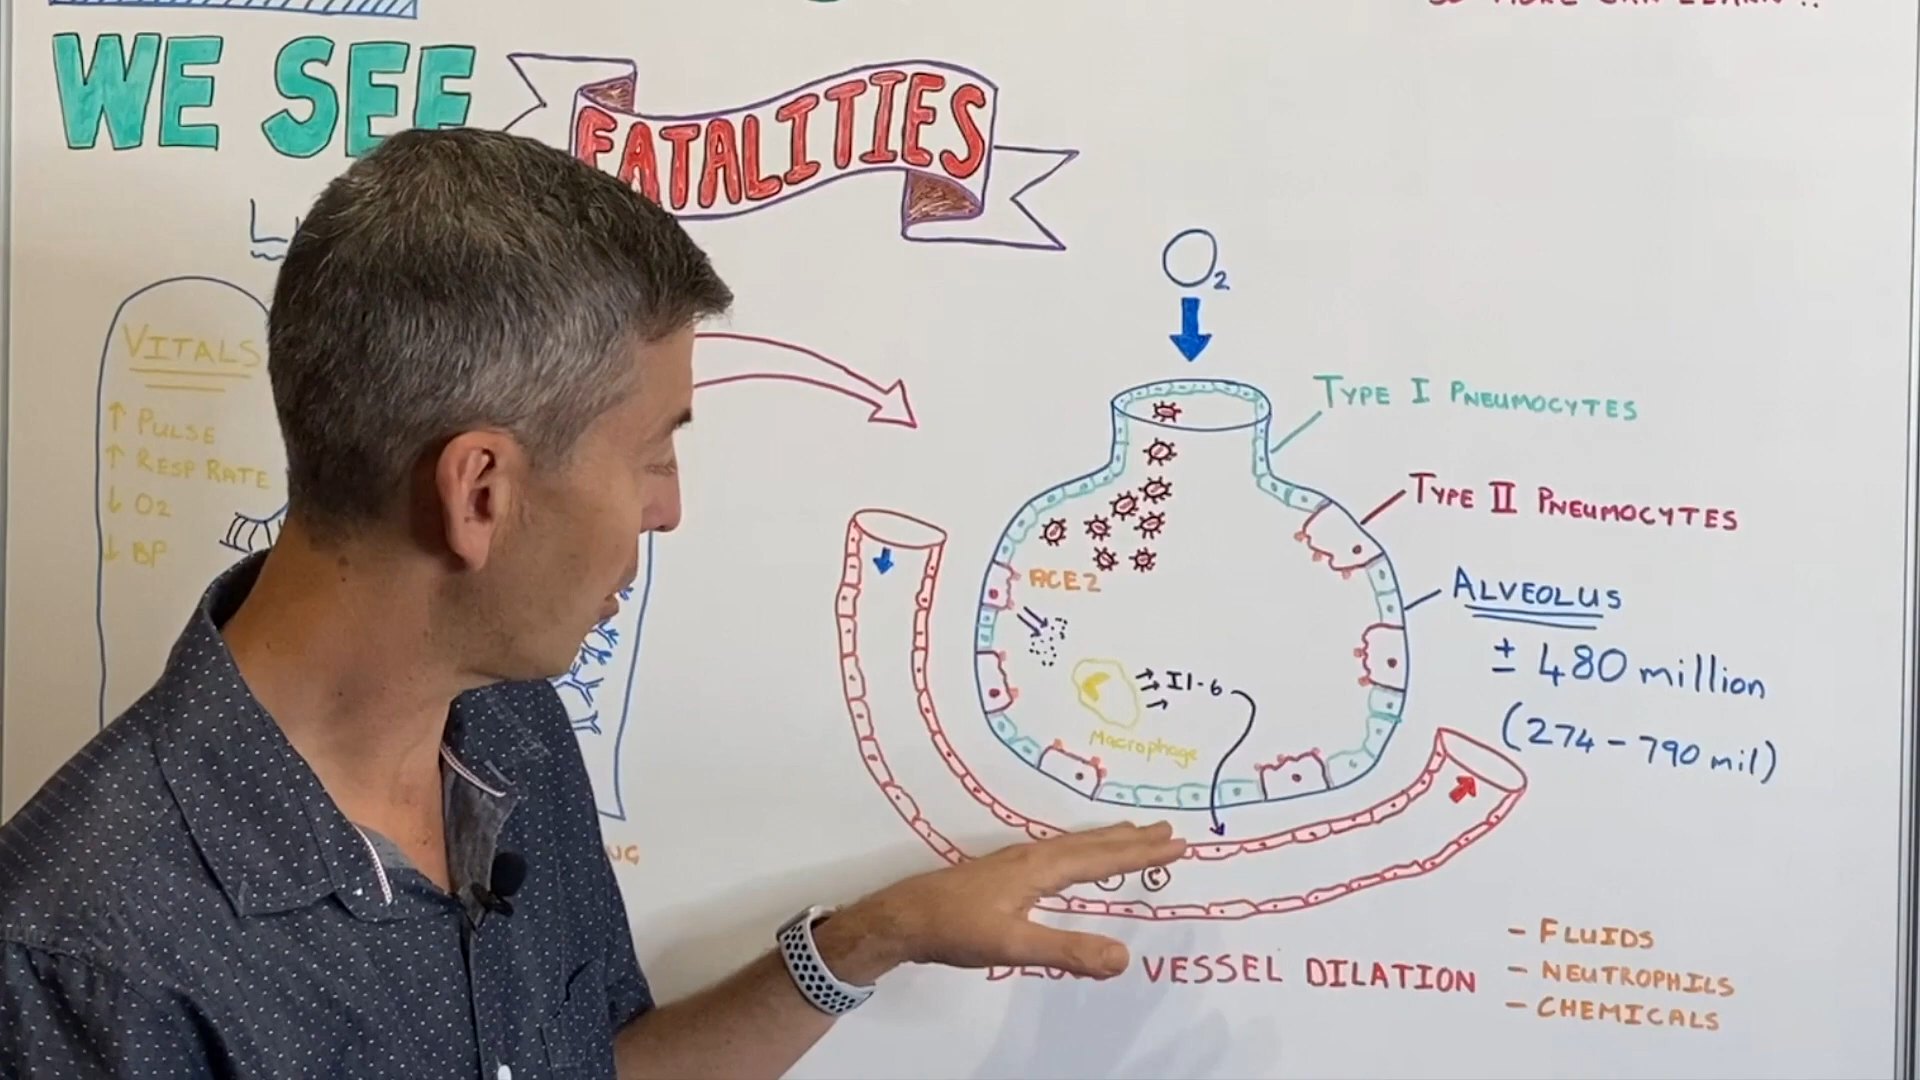 WE SEE
FATALITIES
O2
VITALS
↑ PULSE
↑ RESP RATE
↓ O2
↓ BP
TYPE I PNEUMOCYTES
TYPE II PNEUMOCYTES
ACE2
ALVEOLUS
± 480 million
(274-790 mil)
Il-6
Macrophage
VESSEL DILATION
- FLUIDS
- NEUTROPHILS
- CHEMICALS